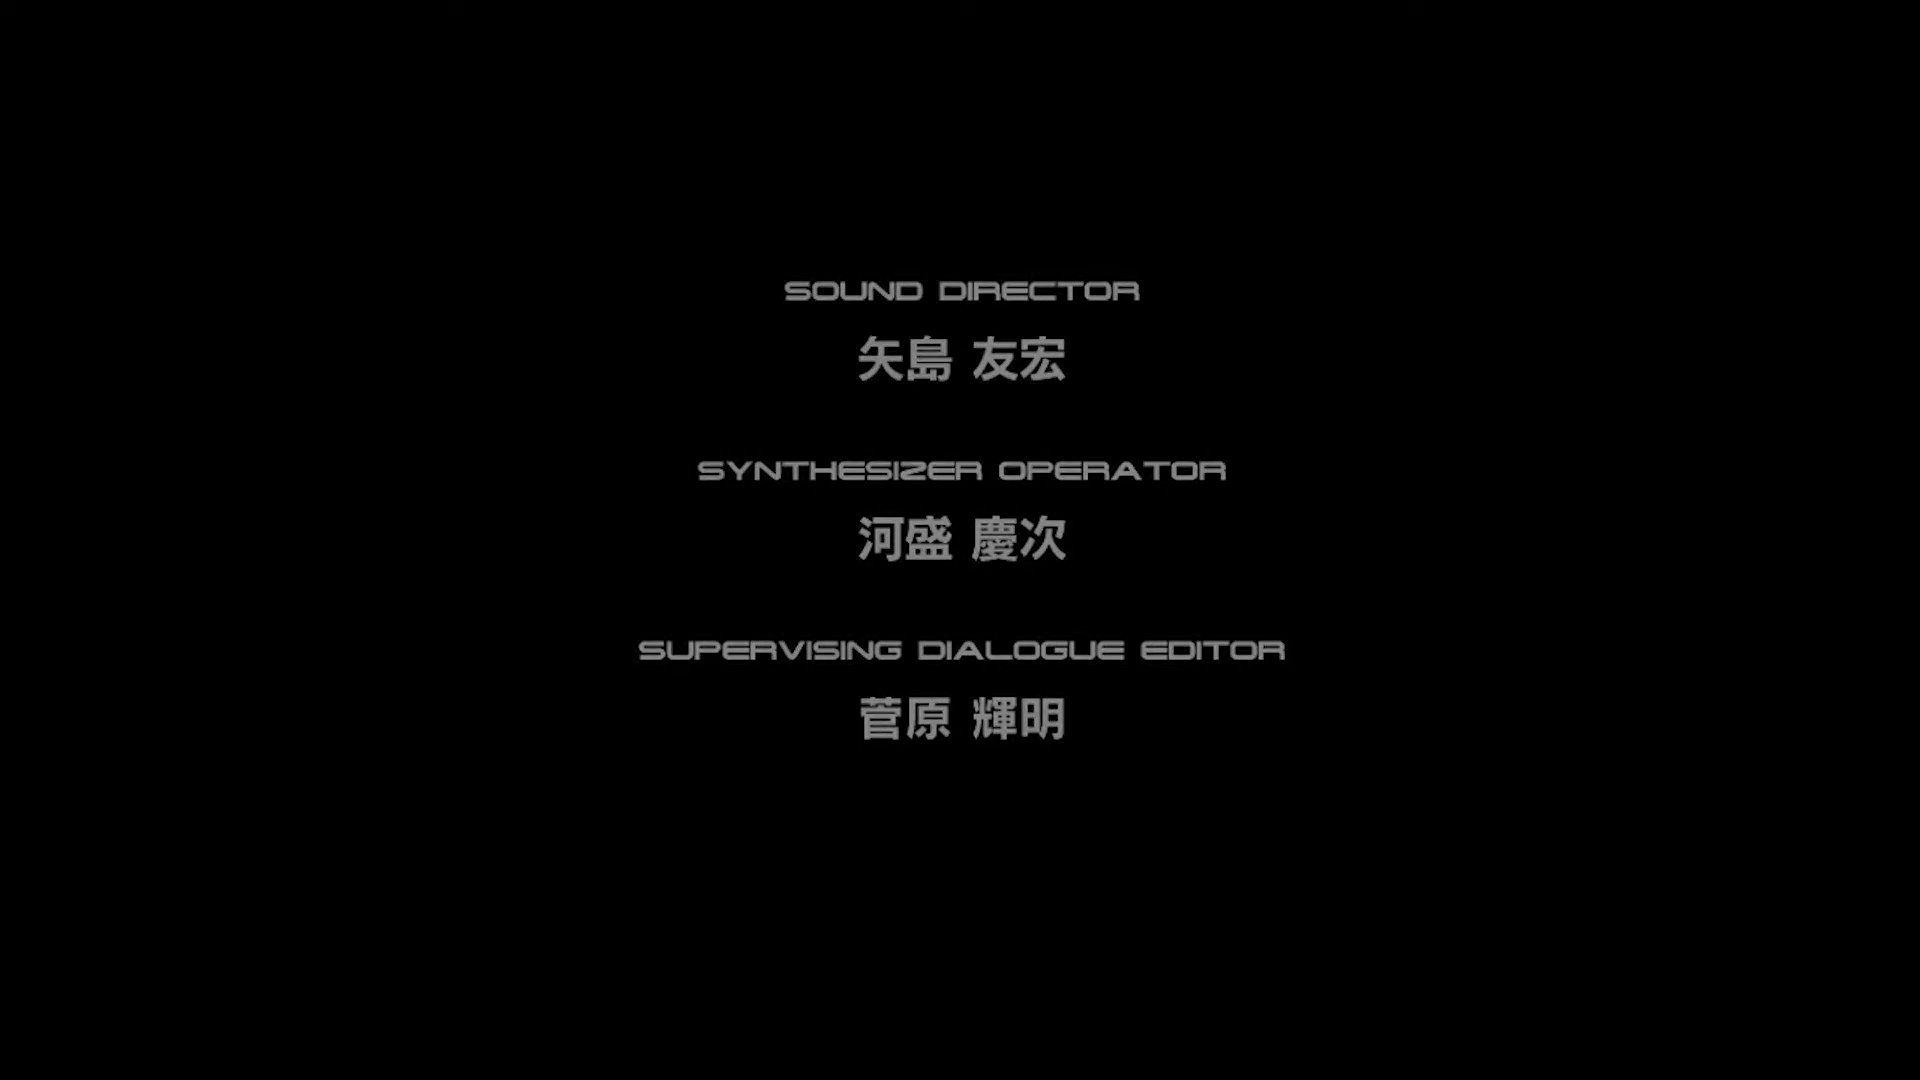 SOUND DIRECTOR
矢島 友宏
SYNTHESIZER OPERATOR
河盛 慶次
SUPERVISING DIALOGUE EDITOR
菅原 輝明